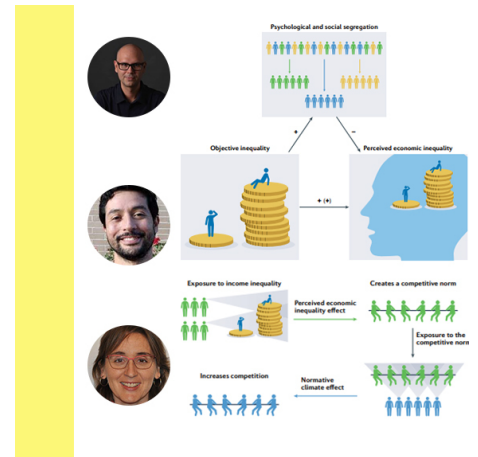 Psychological and social segregation
+
−
Objective inequality
Perceived economic inequality
+ (+)
Exposure to income inequality
Creates a competitive norm
Perceived economic
inequality effect
Exposure to the
competitive norm
Increases competition
Normative
climate effect